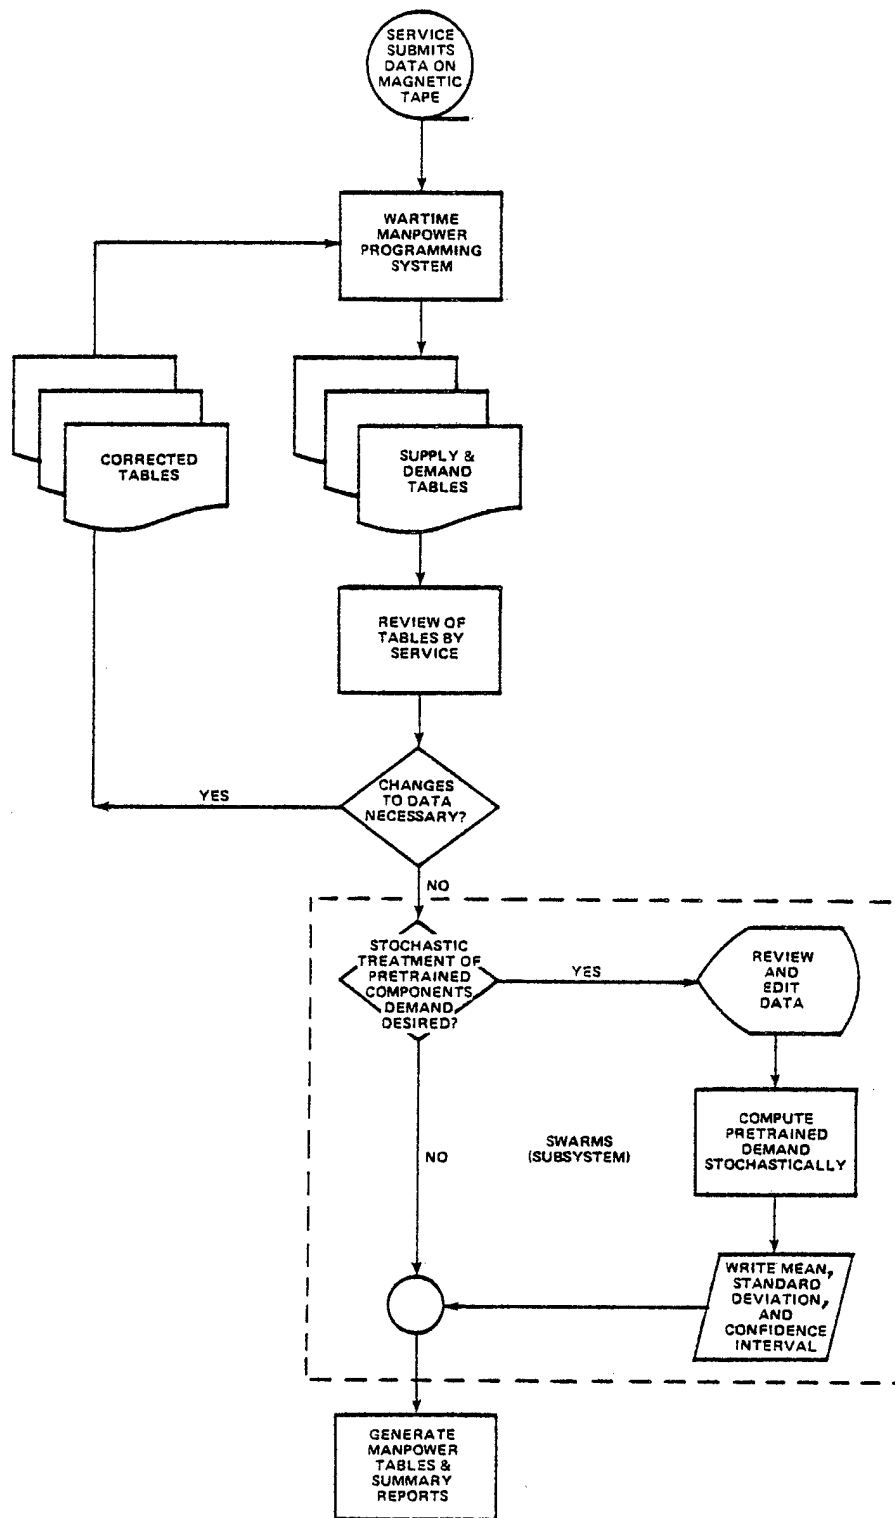 SERVICE
SUBMITS
DATA ON
MAGNETIC
TAPE
WARTIME
MANPOWER
PROGRAMMING
SYSTEM
CORRECTED
TABLES
SUPPLY &
DEMAND
TABLES
REVIEW OF
TABLES BY
SERVICE
CHANGES
TO DATA
NECESSARY?
YES
NO
STOCHASTIC
TREATMENT OF
PRETRAINED
COMPONENTS
DEMAND
DESIRED?
YES
REVIEW
AND
EDIT
DATA
COMPUTE
PRETRAINED
DEMAND
STOCHASTICALLY
SWARMS
(SUBSYSTEM)
NO
WRITE MEAN,
STANDARD
DEVIATION,
AND
CONFIDENCE
INTERVAL
GENERATE
MANPOWER
TABLES &
SUMMARY
REPORTS